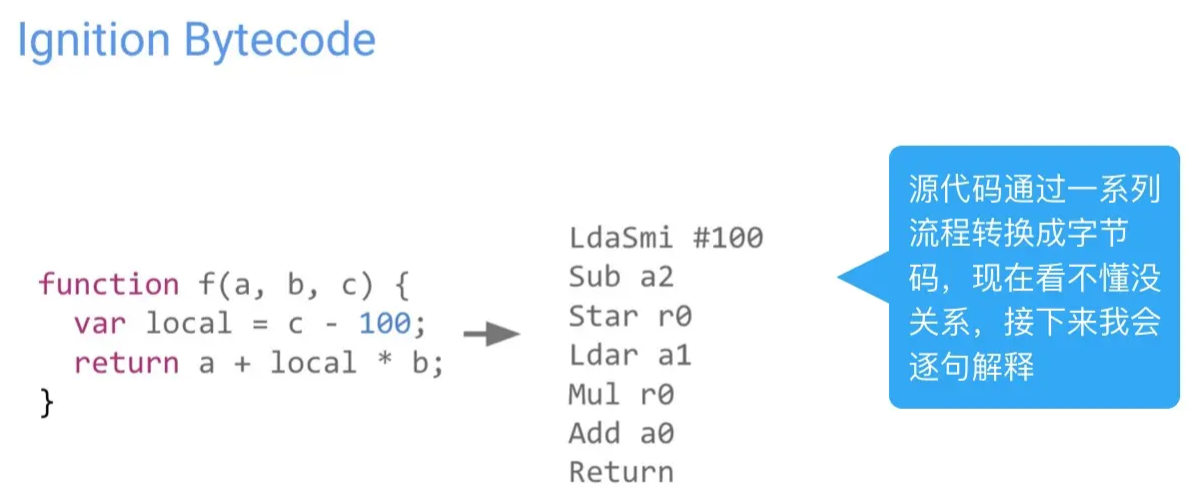 Ignition Bytecode
function f(a, b, c) {
  var local = c - 100;
  return a + local * b;
}
LdaSmi #100
Sub a2
Star r0
Ldar a1
Mul r0
Add a0
Return
源代码通过一系列
流程转换成字节
码，现在看不懂没
关系，接下来我会
逐句解释